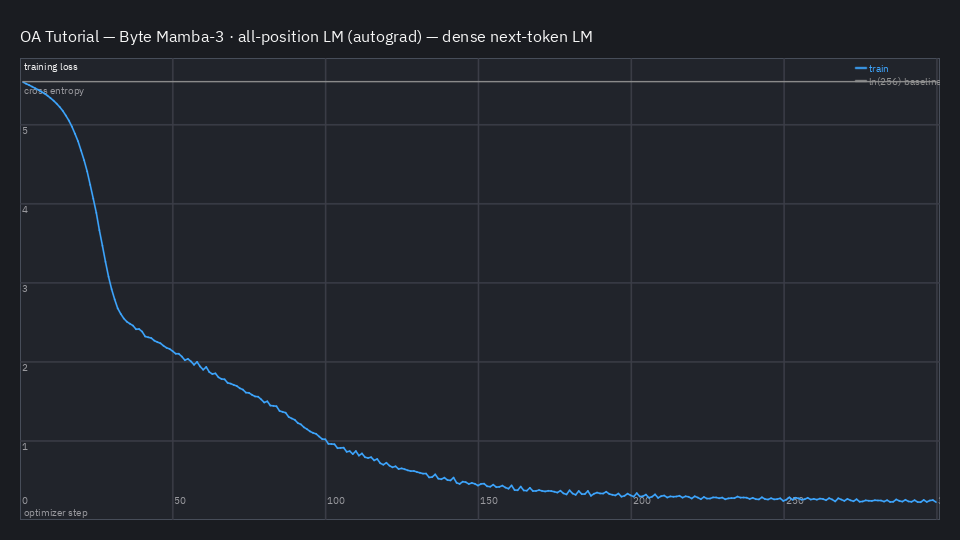 OA Tutorial — Byte Mamba-3 · all-position LM (autograd) — dense next-token LM
training loss
train
ln(256) baseline
cross entropy
5
4
3
2
1
0 50 100 150 200 250
optimizer step